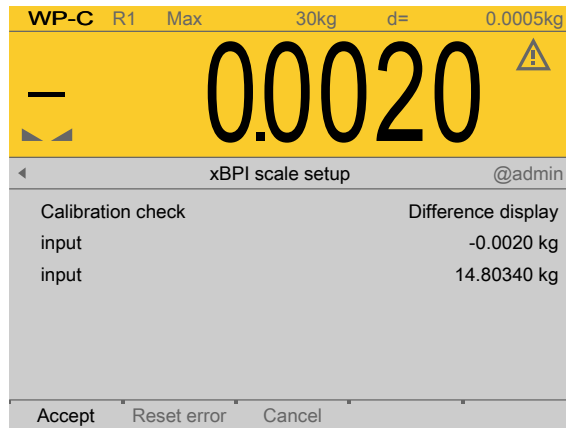 WP-C R1 Max 30kg d= 0.0005kg
– 0.0020
xBPI scale setup @admin
Calibration check Difference display
input -0.0020 kg
input 14.80340 kg
Accept Reset error Cancel